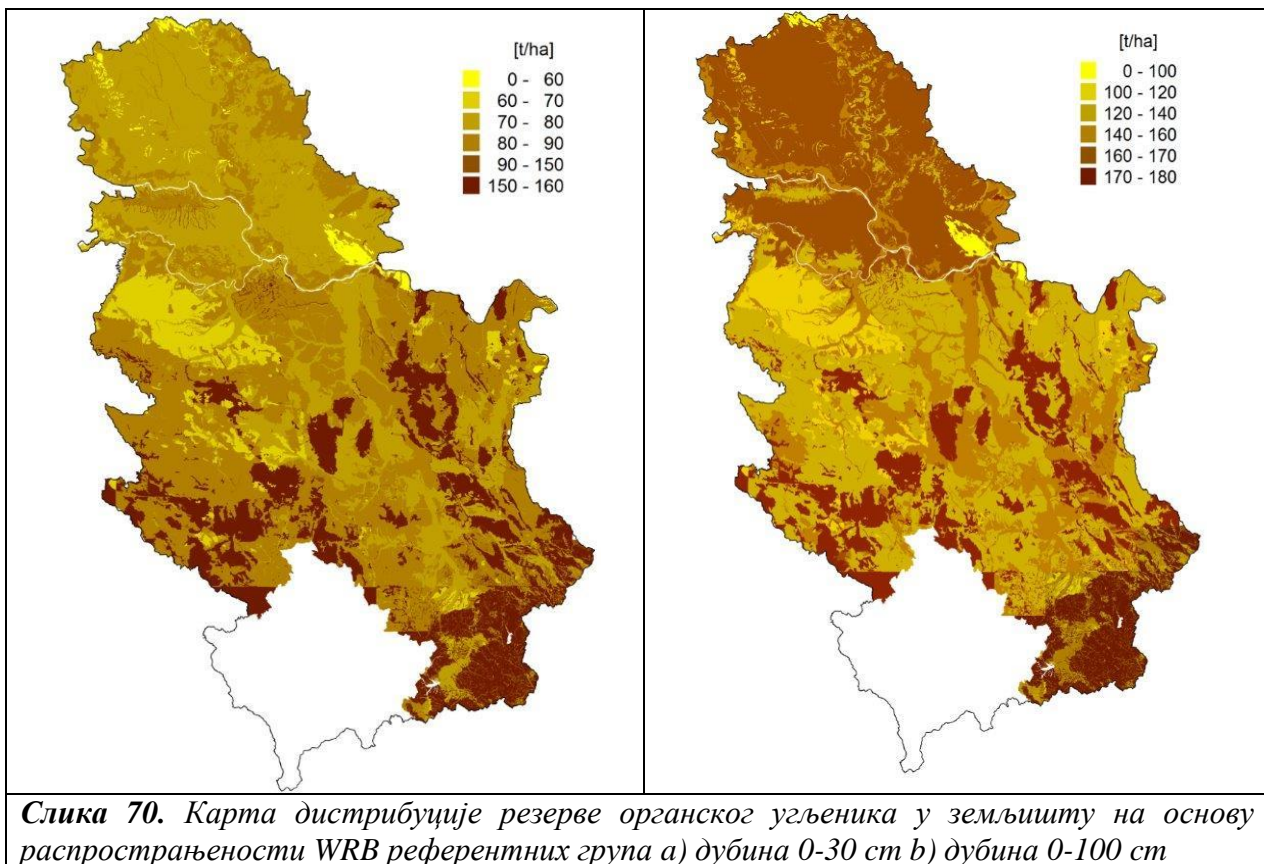 [t/ha]
0 - 60
60 - 70
70 - 80
80 - 90
90 - 150
150 - 160
[t/ha]
0 - 100
100 - 120
120 - 140
140 - 160
160 - 170
170 - 180
Слика 70. Карта дистрибуције резерве органског угљеника у земљишту на основу
распрострањености WRB референтних група a) дубина 0-30 cm b) дубина 0-100 cm